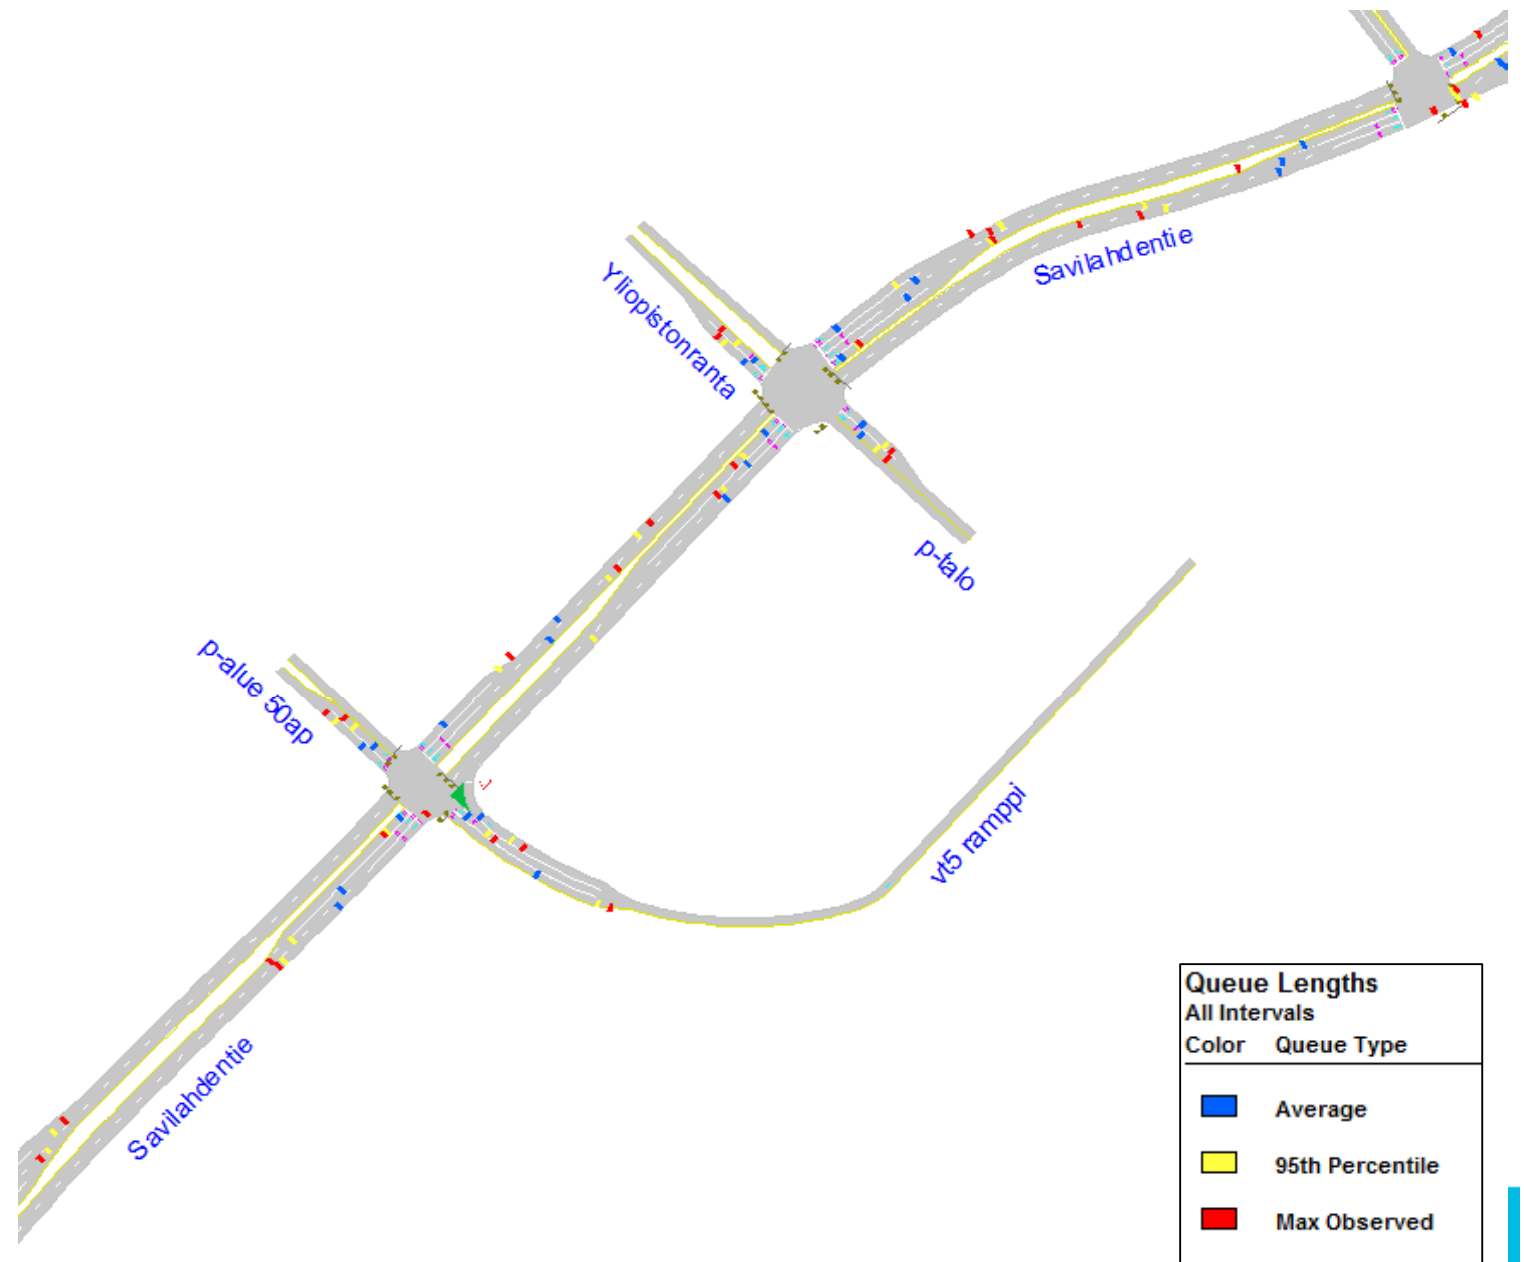 Savilahdentie
Yliopistonranta
p-talo
p-alue 50ap
vt5 ramppi
Savilahdentie
Queue Lengths
All Intervals
Color Queue Type
Average
95th Percentile
Max Observed